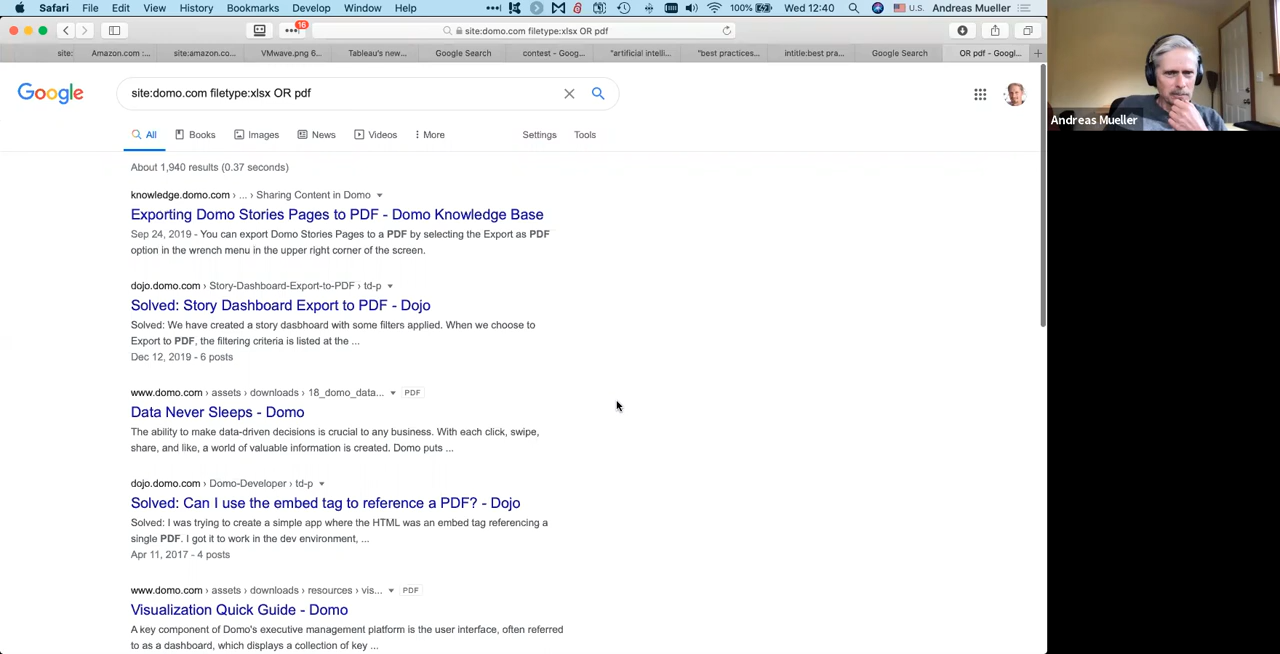 Safari File Edit View History Bookmarks Develop Window Help 100% U.S. Wed 12:40 Andreas Mueller
16
site:domo.com filetype:xlsx OR pdf
site: Amazon.com :... site:amazon.co... VMwave.png 6... Tableau's new... Google Search contest - Goog... "artificial intelli... "best practices... intitle:best pra... Google Search OR pdf - Googl...
Google
site:domo.com filetype:xlsx OR pdf
All Books Images News Videos More Settings Tools
About 1,940 results (0.37 seconds)
knowledge.domo.com › ... › Sharing Content in Domo
Exporting Domo Stories Pages to PDF - Domo Knowledge Base
Sep 24, 2019 - You can export Domo Stories Pages to a PDF by selecting the Export as PDF
option in the wrench menu in the upper right corner of the screen.
dojo.domo.com › Story-Dashboard-Export-to-PDF › td-p
Solved: Story Dashboard Export to PDF - Dojo
Solved: We have created a story dasbhoard with some filters applied. When we choose to
Export to PDF, the filtering criteria is listed at the ...
Dec 12, 2019 - 6 posts
www.domo.com › assets › downloads › 18_domo_data... PDF
Data Never Sleeps - Domo
The ability to make data-driven decisions is crucial to any business. With each click, swipe,
share, and like, a world of valuable information is created. Domo puts ...
dojo.domo.com › Domo-Developer › td-p
Solved: Can I use the embed tag to reference a PDF? - Dojo
Solved: I was trying to create a simple app where the HTML was an embed tag referencing a
single PDF. I got it to work in the dev environment, ...
Apr 11, 2017 - 4 posts
www.domo.com › assets › downloads › resources › vis... PDF
Visualization Quick Guide - Domo
A key component of Domo's executive management platform is the user interface, often referred
to as a dashboard, which displays a collection of key ...
Andreas Mueller